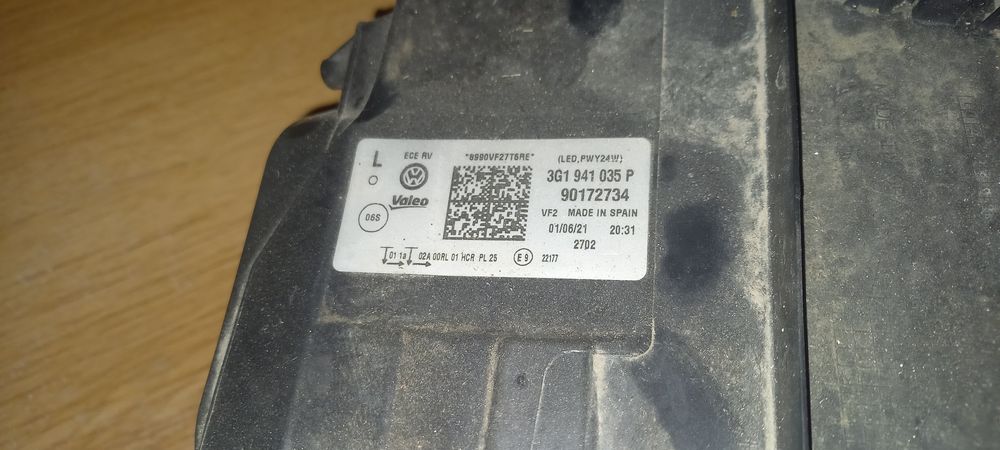 L
ECE RV
Valeo
06S
*8990VF27T6RE*
(LED,PWY24W)
3G1 941 035 P
90172734
VF2 MADE IN SPAIN
01/06/21 20:31
2702
01 1a 02A 00RL 01 HCR PL 25 E9 22177